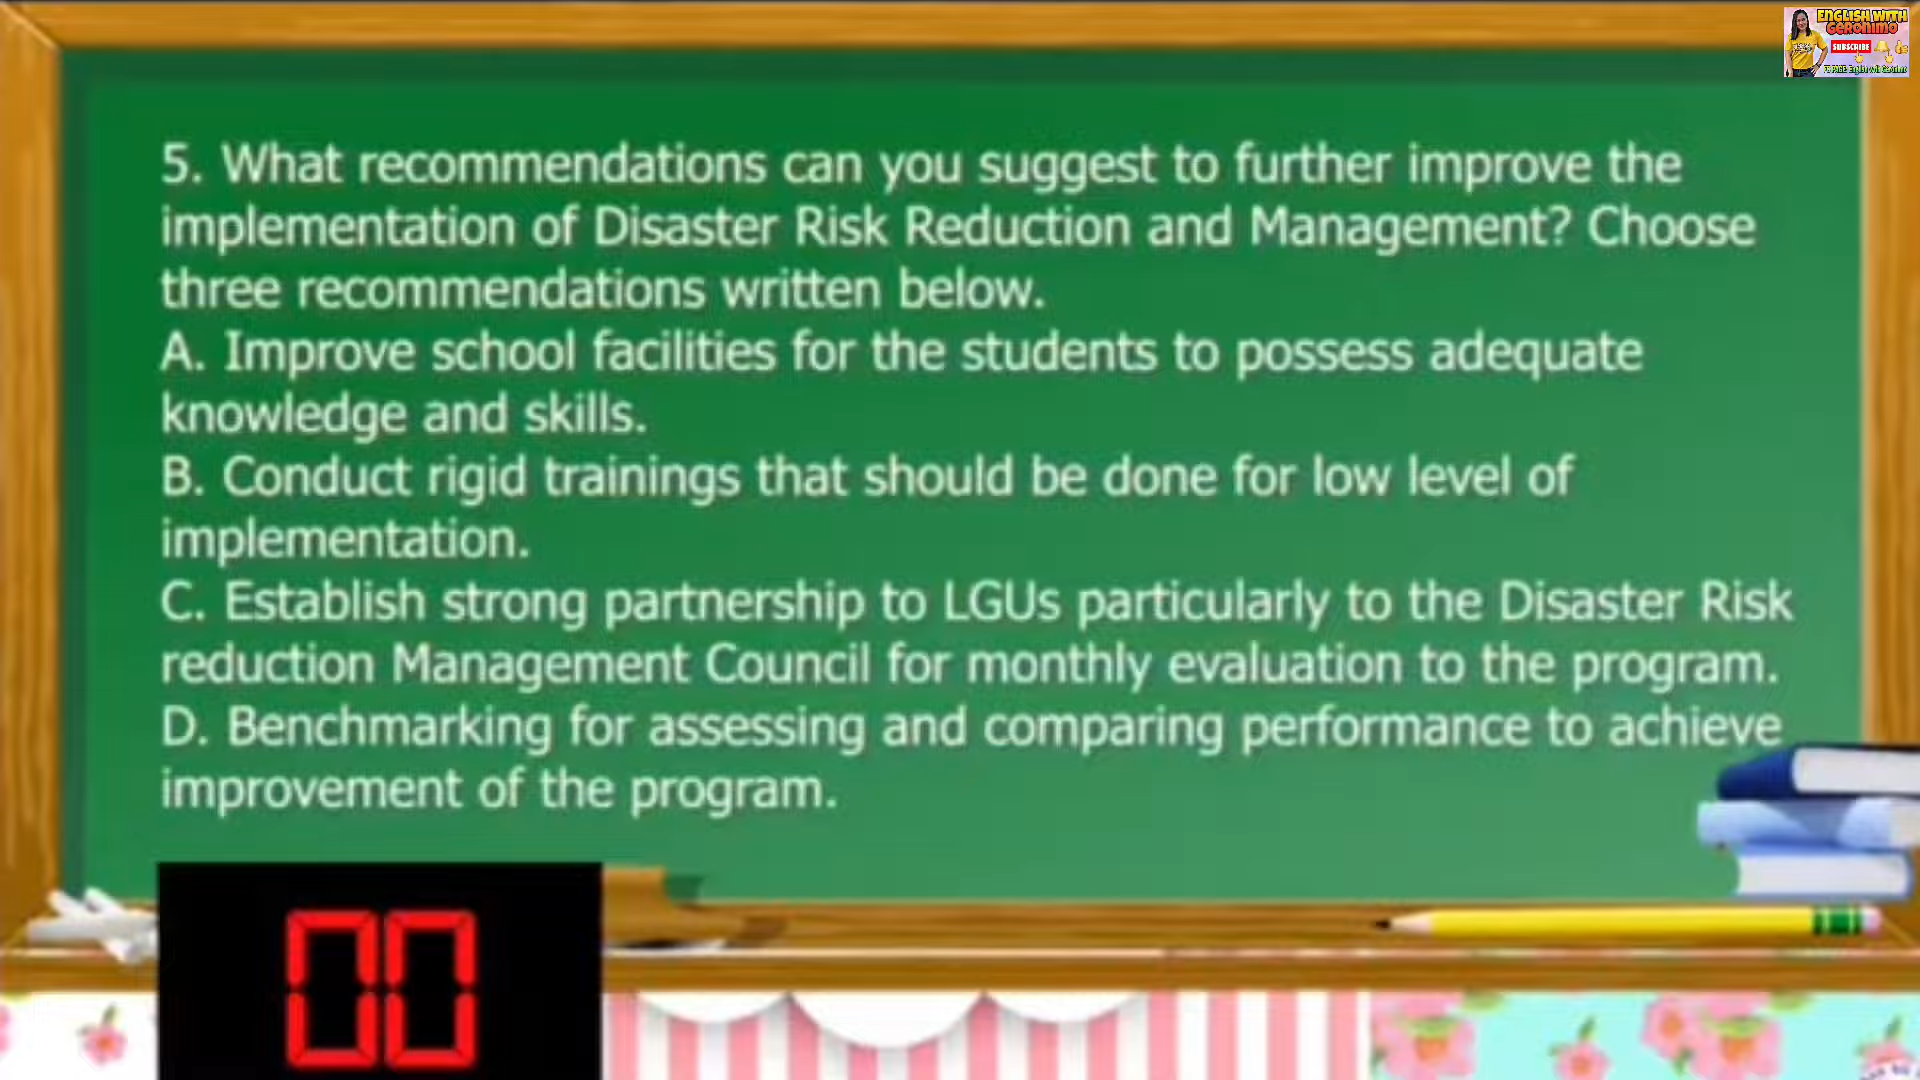 ENGLISH WITH
GERONIMO
SUBSCRIBE
5. What recommendations can you suggest to further improve the
implementation of Disaster Risk Reduction and Management? Choose
three recommendations written below.
A. Improve school facilities for the students to possess adequate
knowledge and skills.
B. Conduct rigid trainings that should be done for low level of
implementation.
C. Establish strong partnership to LGUs particularly to the Disaster Risk
reduction Management Council for monthly evaluation to the program.
D. Benchmarking for assessing and comparing performance to achieve
improvement of the program.
00